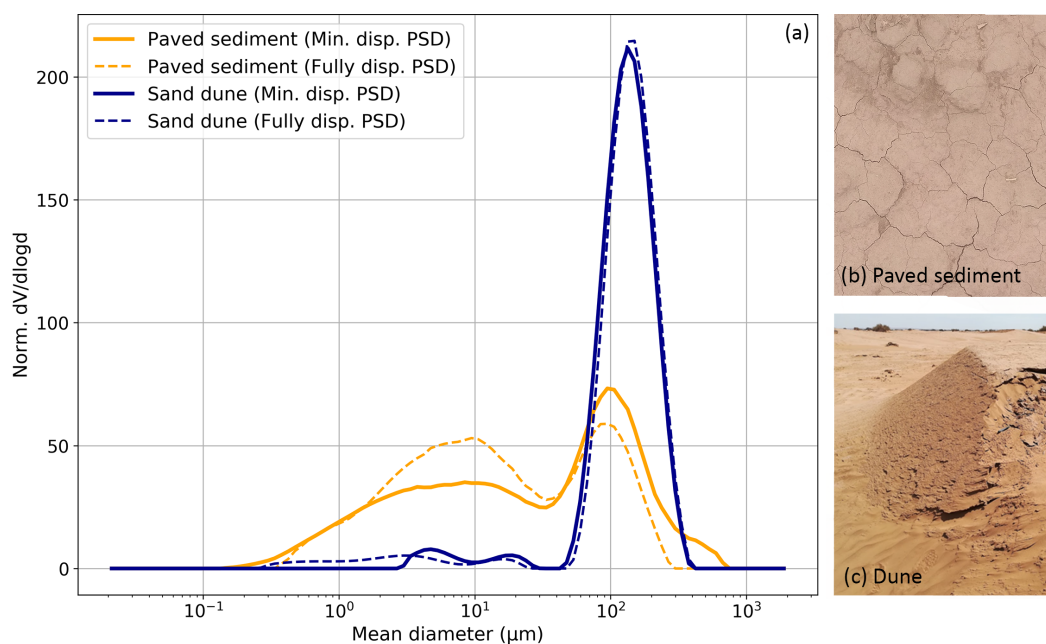 (a)
Paved sediment (Min. disp. PSD)
Paved sediment (Fully disp. PSD)
Sand dune (Min. disp. PSD)
Sand dune (Fully disp. PSD)
Norm. dV/dlogd
200
150
100
50
0
10⁻¹ 10⁰ 10¹ 10² 10³
Mean diameter (μm)
(b) Paved sediment
(c) Dune